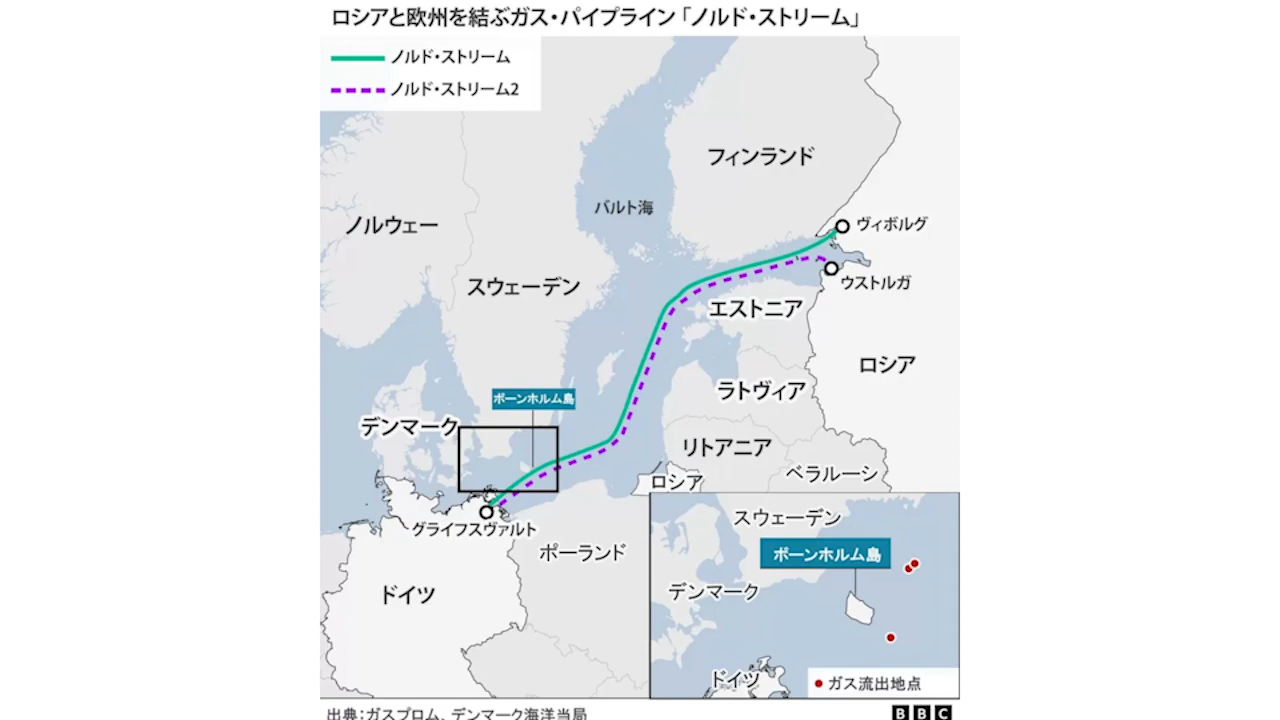 ロシアと欧州を結ぶガス・パイプライン「ノルド・ストリーム」
ノルド・ストリーム
ノルド・ストリーム2
フィンランド
バルト海
ノルウェー
ヴィボルグ
スウェーデン
ウストルガ
エストニア
ロシア
ラトヴィア
ボーンホルム島
デンマーク
リトアニア
ベラルーシ
ロシア
グライフスヴァルト
ポーランド
ドイツ
スウェーデン
ボーンホルム島
デンマーク
ドイツ
ガス流出地点
出典：ガスプロム、デンマーク海洋当局
BBC